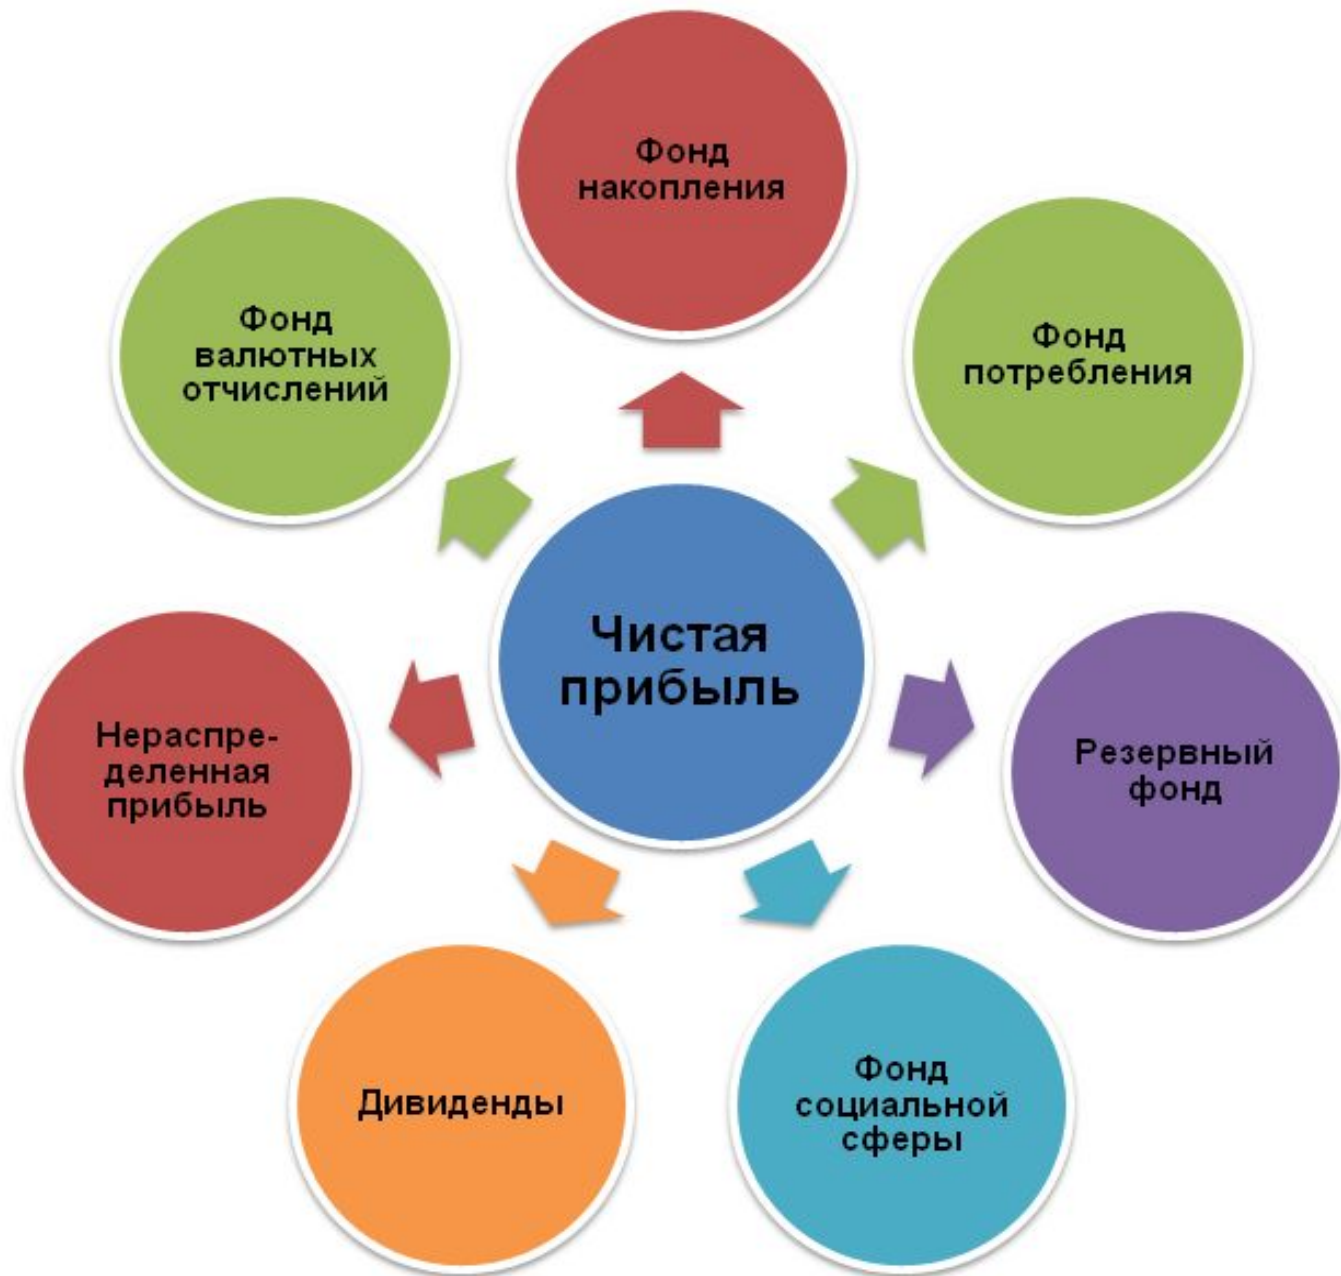 Фонд
накопления
Фонд
валютных
отчислений
Фонд
потребления
Чистая
прибыль
Нераспре-
деленная
прибыль
Резервный
фонд
Дивиденды
Фонд
социальной
сферы